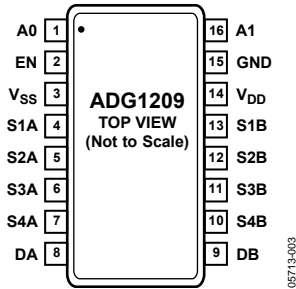 A0 1 16 A1
EN 2 15 GND
VSS 3 14 VDD
ADG1209
TOP VIEW
(Not to Scale)
S1A 4 13 S1B
S2A 5 12 S2B
S3A 6 11 S3B
S4A 7 10 S4B
DA 8 9 DB
05713-003